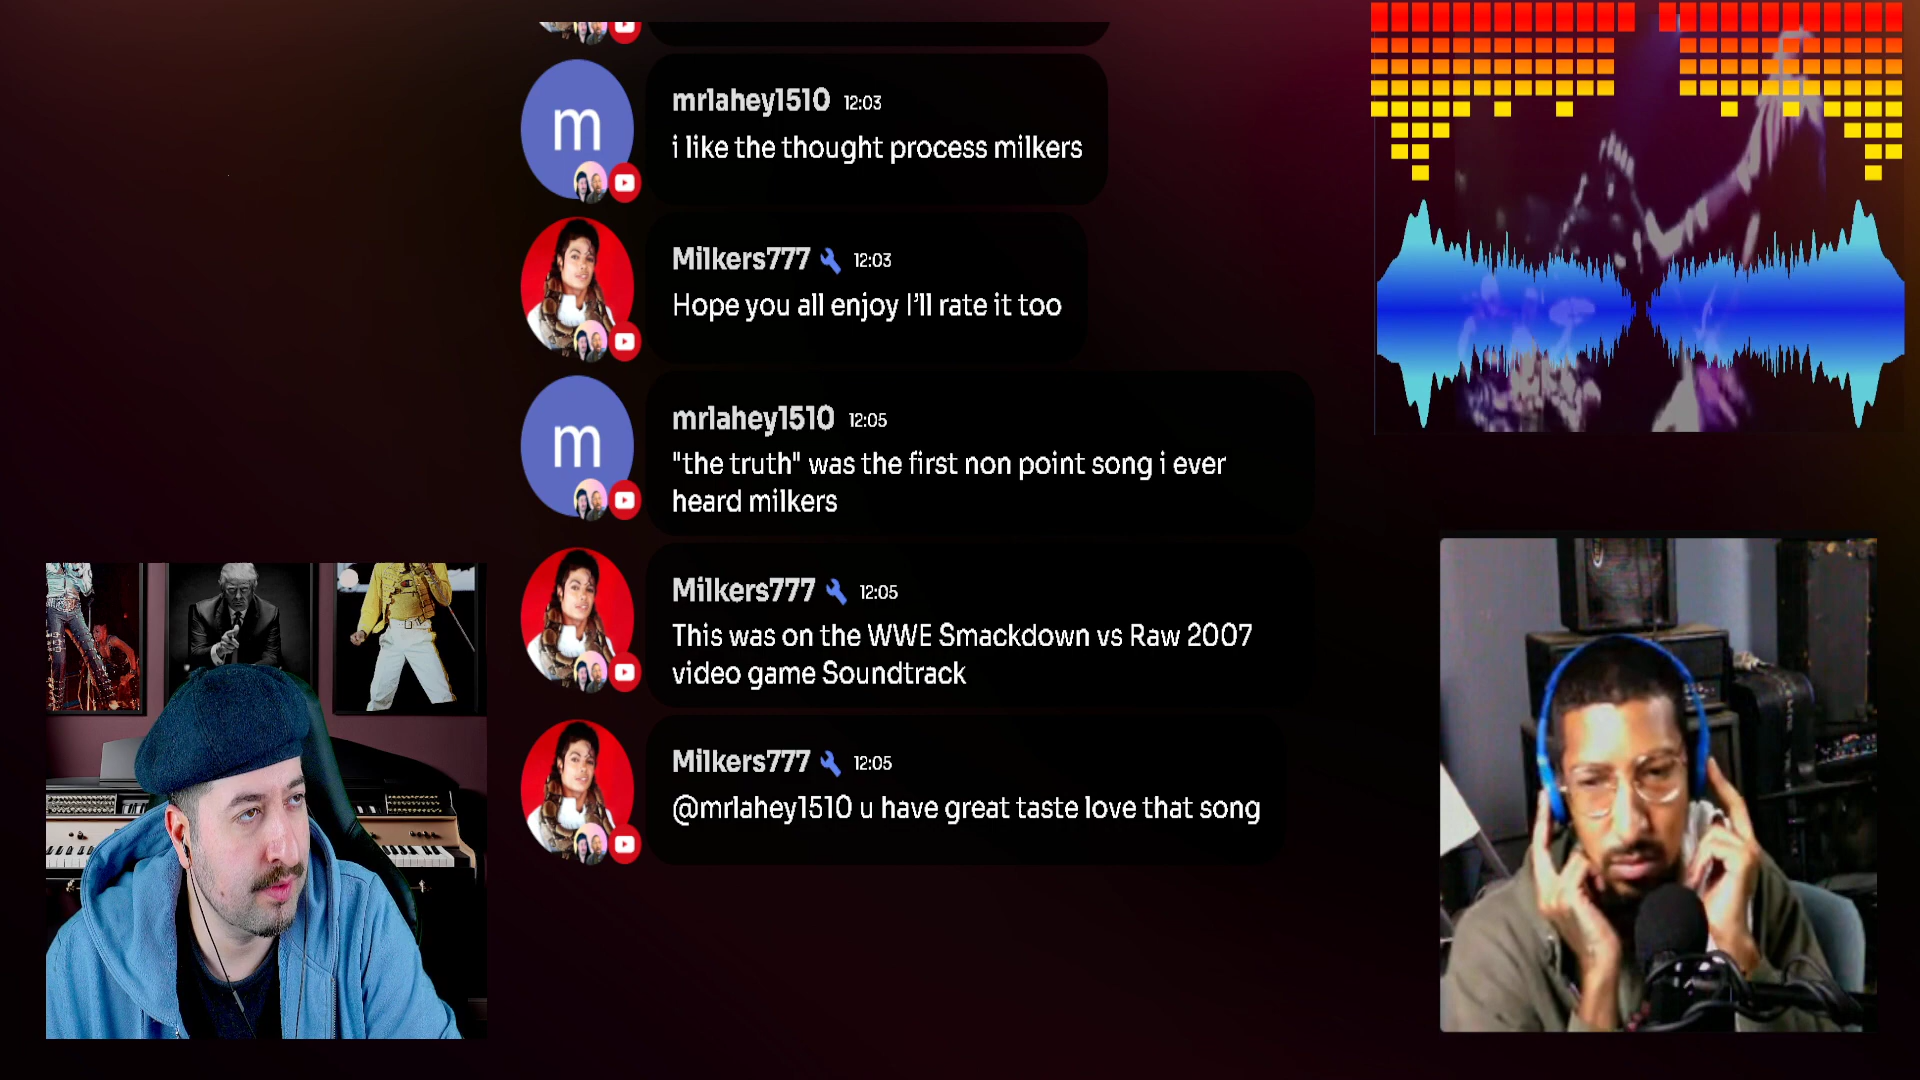 mrlahey1510 12:03
i like the thought process milkers
Milkers777 12:03
Hope you all enjoy I'll rate it too
mrlahey1510 12:05
"the truth" was the first non point song i ever
heard milkers
Milkers777 12:05
This was on the WWE Smackdown vs Raw 2007
video game Soundtrack
Milkers777 12:05
@mrlahey1510 u have great taste love that song
m
m